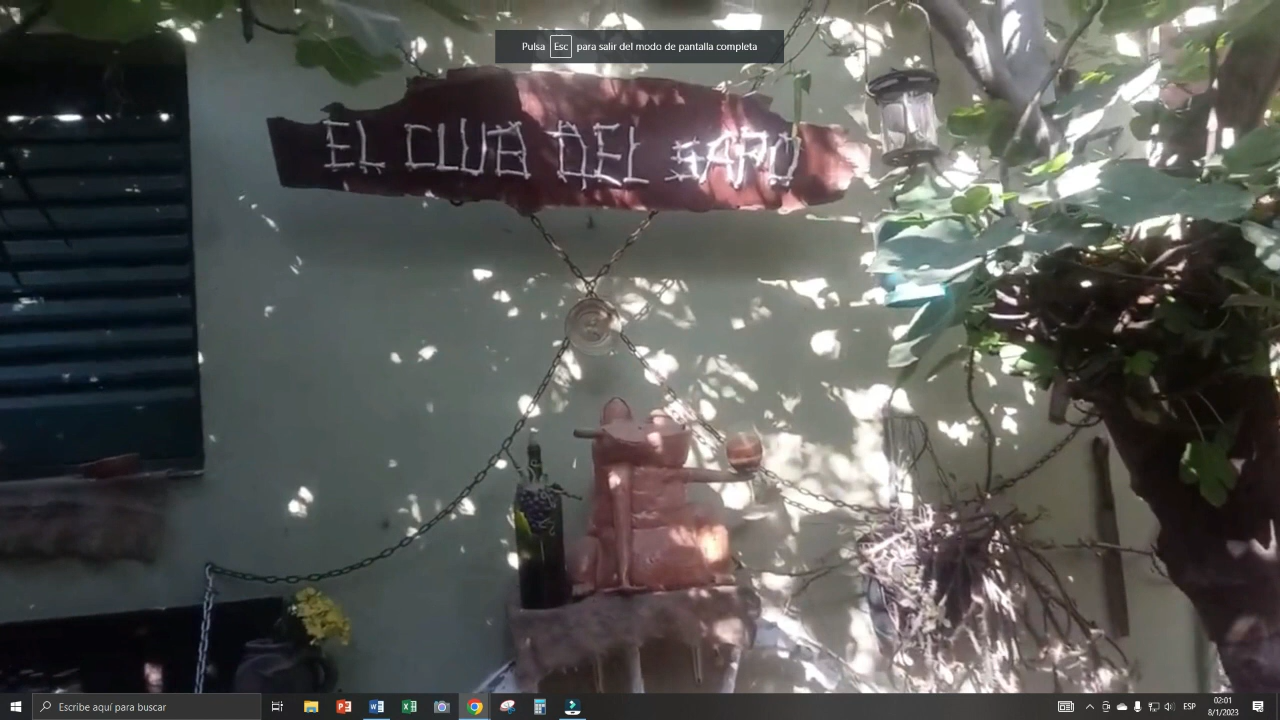 Pulsa Esc para salir del modo de pantalla completa
EL CLUB DEL SAPO
Escribe aquí para buscar
ESP
02:01
8/1/2023